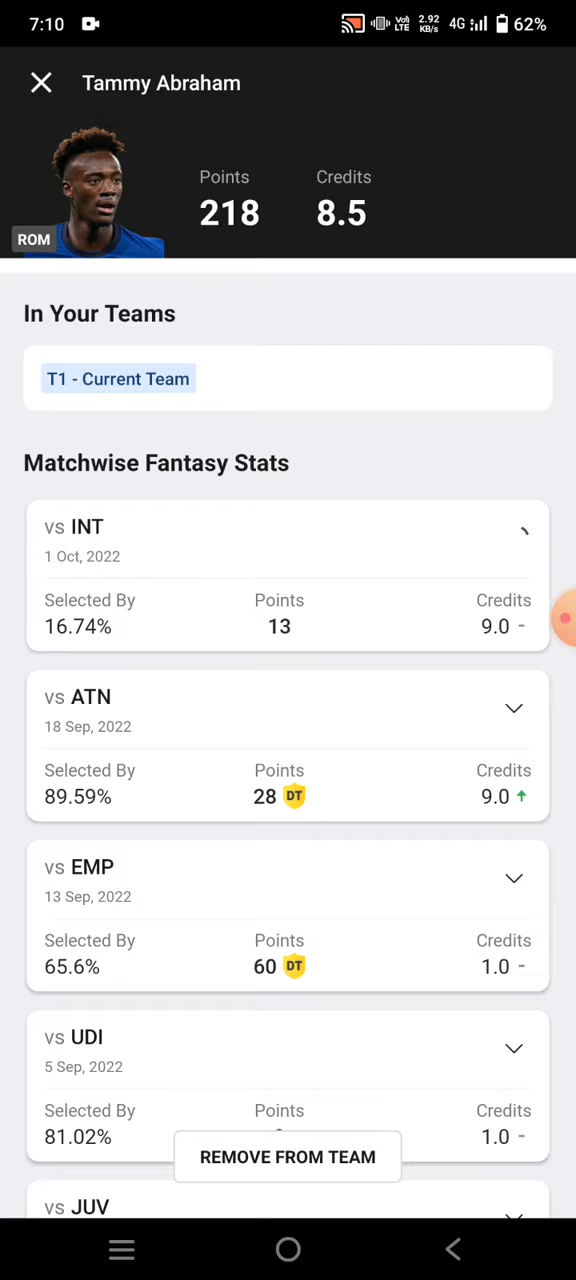 7:10 Vo) LTE 2.92 KB/s 4G 62%
Tammy Abraham
Points Credits
218 8.5
ROM
In Your Teams
T1 - Current Team
Matchwise Fantasy Stats
vs INT
1 Oct, 2022
Selected By Points Credits
16.74% 13 9.0 -
vs ATN
18 Sep, 2022
Selected By Points Credits
89.59% 28 DT 9.0
vs EMP
13 Sep, 2022
Selected By Points Credits
65.6% 60 DT 1.0 -
vs UDI
5 Sep, 2022
Selected By Points Credits
81.02% 1.0 -
REMOVE FROM TEAM
vs JUV